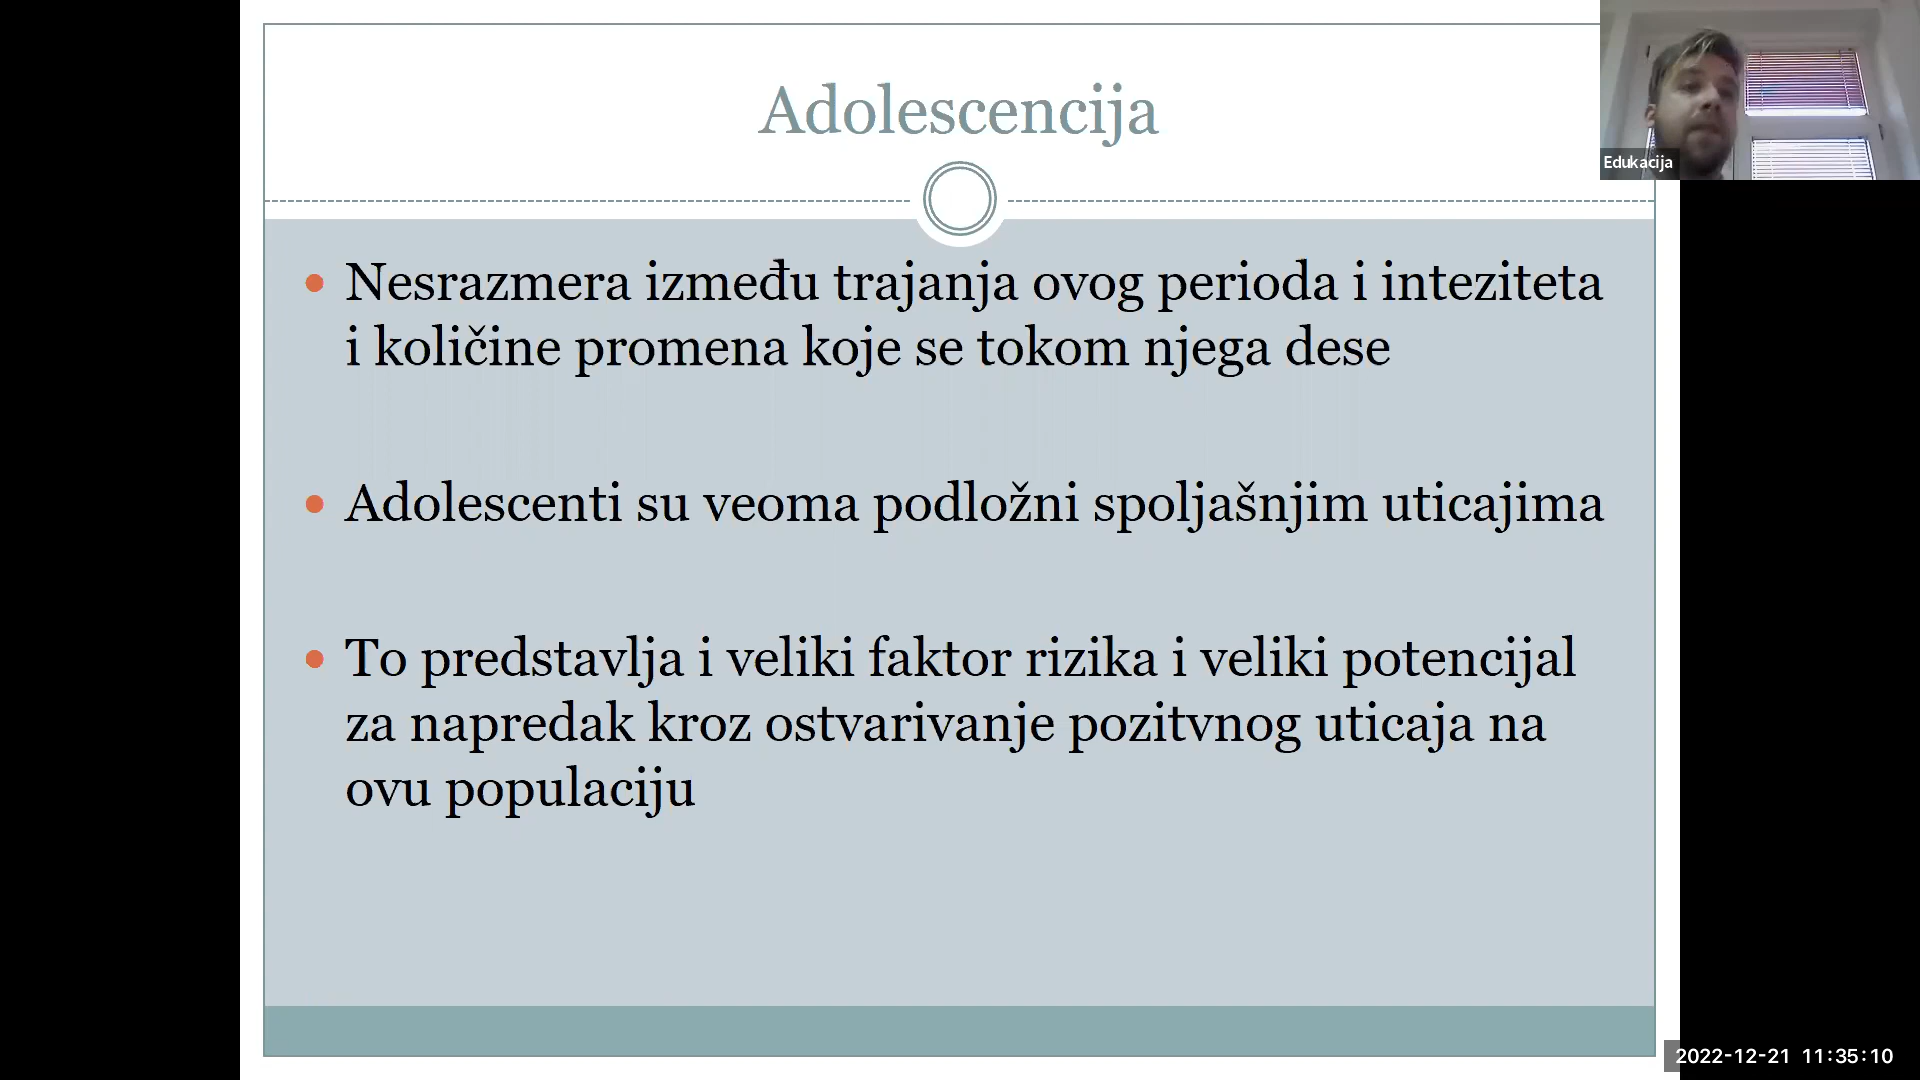 Adolescencija
Edukacija
• Nesrazmera između trajanja ovog perioda i inteziteta
i količine promena koje se tokom njega dese
• Adolescenti su veoma podložni spoljašnjim uticajima
• To predstavlja i veliki faktor rizika i veliki potencijal
za napredak kroz ostvarivanje pozitvnog uticaja na
ovu populaciju
2022-12-21 11:35:10